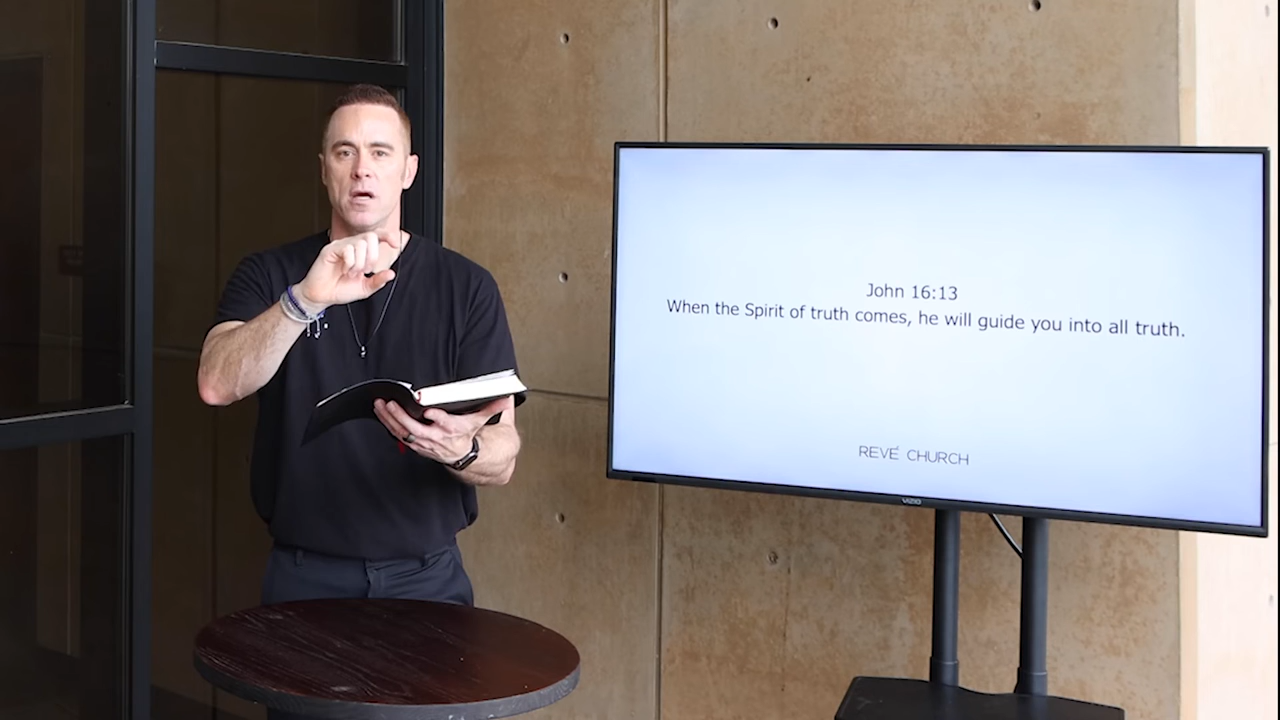 John 16:13
When the Spirit of truth comes, he will guide you into all truth.
REVÉ CHURCH
VIZIO